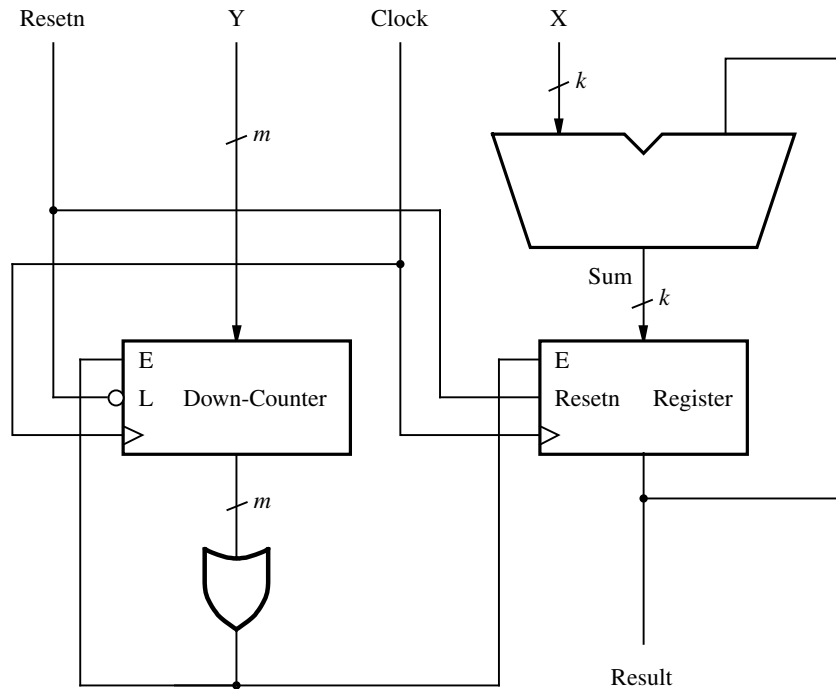 Resetn
Y
Clock
X
k
m
Sum
k
E
L
Down-Counter
E
Resetn
Register
m
Result